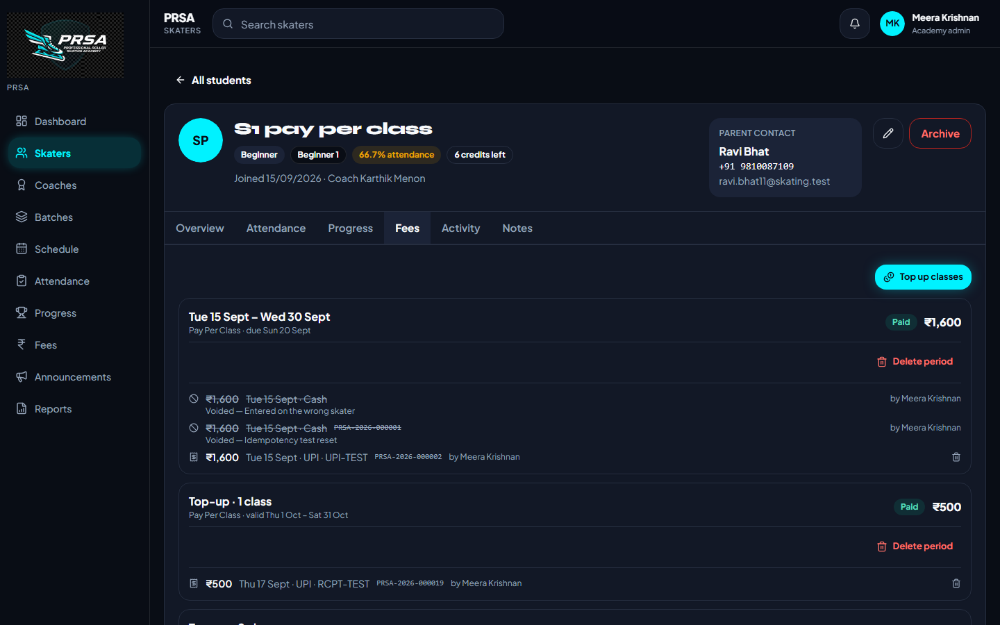 PRSA
PROFESSIONAL ROLLER
SKATING ACADEMY
PRSA
Dashboard
Skaters
Coaches
Batches
Schedule
Attendance
Progress
Fees
Announcements
Reports
PRSA
SKATERS
Search skaters
MK
Meera Krishnan
Academy admin
All students
SP
S1 pay per class
Beginner
Beginner 1
66.7% attendance
6 credits left
Joined 15/09/2026 · Coach Karthik Menon
PARENT CONTACT
Ravi Bhat
+91 9810087109
ravi.bhat11@skating.test
Archive
Overview
Attendance
Progress
Fees
Activity
Notes
Top up classes
Tue 15 Sept – Wed 30 Sept
Pay Per Class · due Sun 20 Sept
Paid
₹1,600
Delete period
₹1,600 Tue 15 Sept · Cash
by Meera Krishnan
Voided — Entered on the wrong skater
₹1,600 Tue 15 Sept · Cash PRSA-2026-000001
by Meera Krishnan
Voided — Idempotency test reset
₹1,600 Tue 15 Sept · UPI · UPI-TEST PRSA-2026-000002 by Meera Krishnan
Top-up · 1 class
Pay Per Class · valid Thu 1 Oct – Sat 31 Oct
Paid
₹500
Delete period
₹500 Thu 17 Sept · UPI · RCPT-TEST PRSA-2026-000019 by Meera Krishnan